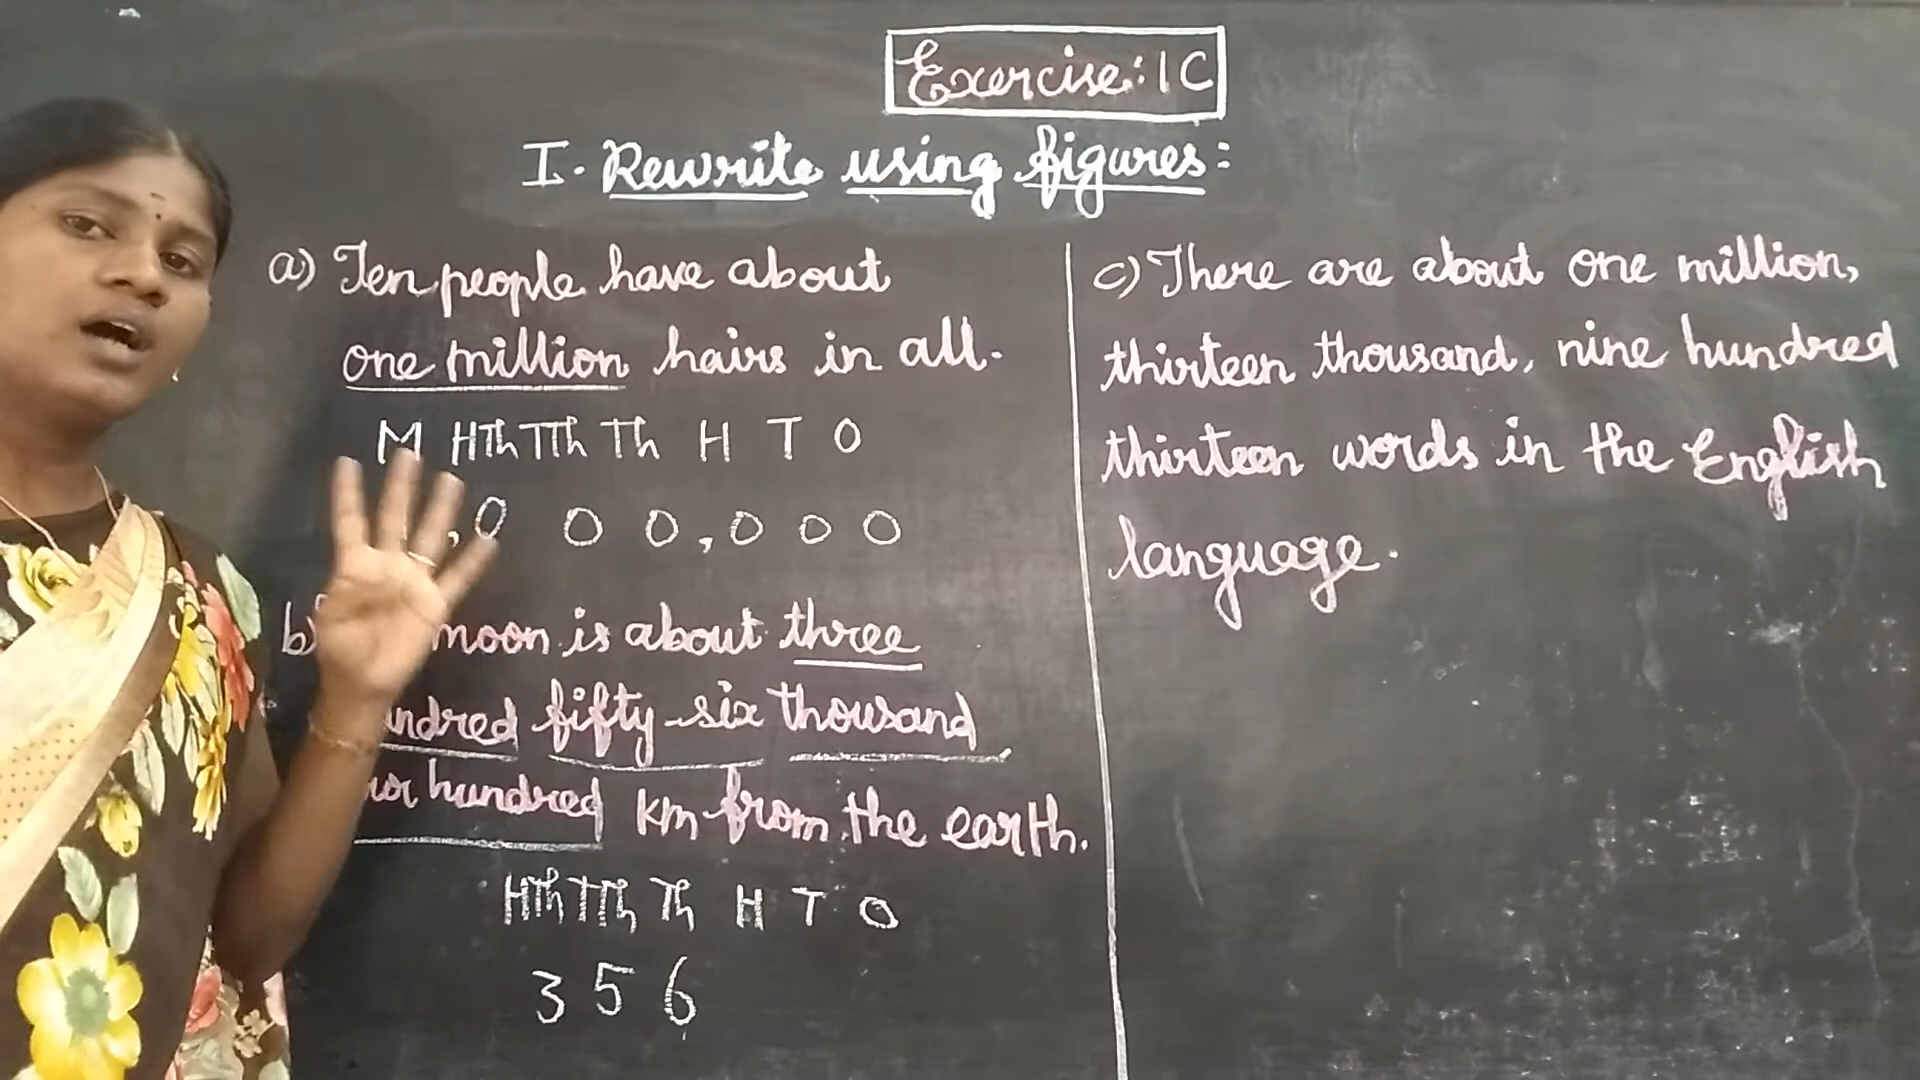 Exercise: 1C
I. Rewrite using figures:
a) Ten people have about
one million hairs in all.
M HTh TTh Th H T O
,0 0 0,0 0 0
b) moon is about three
fifty-six thousand
hundred km from the earth.
HTh TTh Th H T O
3 5 6
c) There are about one million,
thirteen thousand, nine hundred
thirteen words in the English
language.